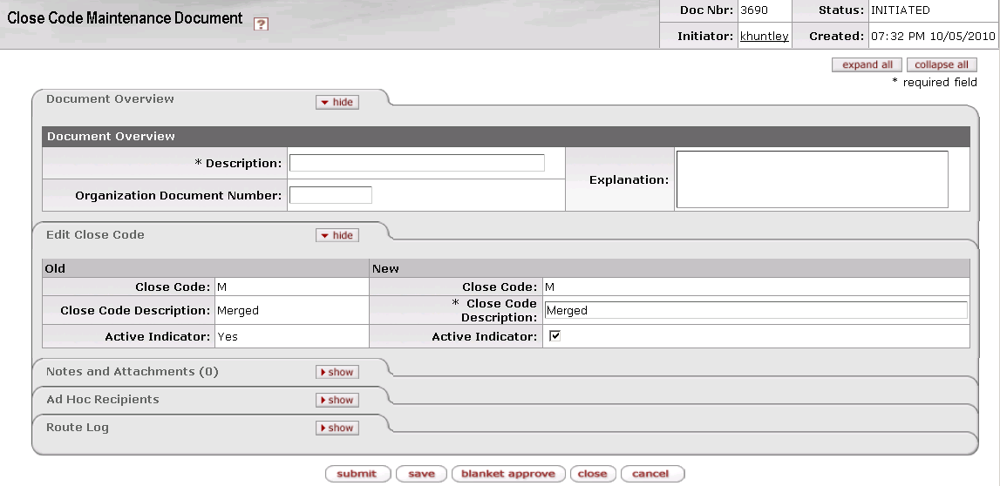 Close Code Maintenance Document ?
Doc Nbr: 3690 Status: INITIATED
Initiator: khuntley Created: 07:32 PM 10/05/2010
expand all collapse all
* required field
Document Overview hide
Document Overview
* Description:
Explanation:
Organization Document Number:
Edit Close Code hide
Old New
Close Code: M Close Code: M
Close Code Description: Merged * Close Code Description: Merged
Active Indicator: Yes Active Indicator:
Notes and Attachments (0) show
Ad Hoc Recipients show
Route Log show
submit save blanket approve close cancel